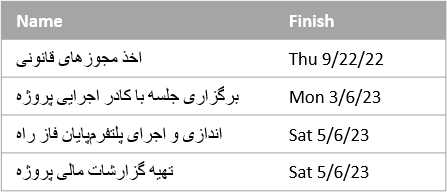 Name Finish
اخذ مجوزهای قانونی Thu 9/22/22
برگزاری جلسه با کادر اجرایی پروژه Mon 3/6/23
اندازی و اجرای پلتفرم‌پایان فاز راه Sat 5/6/23
تهیه گزارشات مالی پروژه Sat 5/6/23